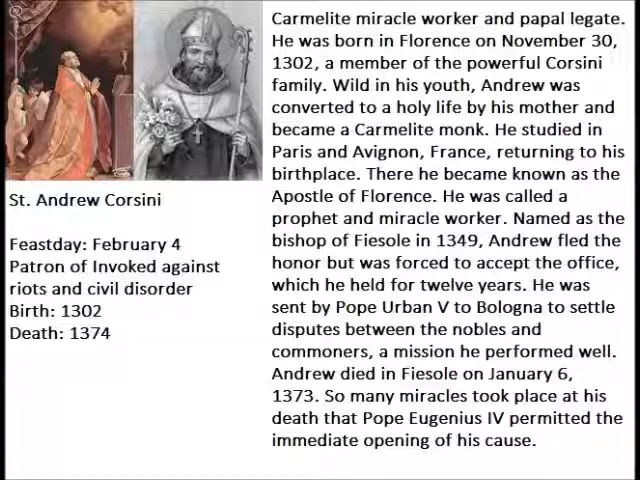 St. Andrew Corsini
Feastday: February 4
Patron of Invoked against
riots and civil disorder
Birth: 1302
Death: 1374
Carmelite miracle worker and papal legate.
He was born in Florence on November 30,
1302, a member of the powerful Corsini
family. Wild in his youth, Andrew was
converted to a holy life by his mother and
became a Carmelite monk. He studied in
Paris and Avignon, France, returning to his
birthplace. There he became known as the
Apostle of Florence. He was called a
prophet and miracle worker. Named as the
bishop of Fiesole in 1349, Andrew fled the
honor but was forced to accept the office,
which he held for twelve years. He was
sent by Pope Urban V to Bologna to settle
disputes between the nobles and
commoners, a mission he performed well.
Andrew died in Fiesole on January 6,
1373. So many miracles took place at his
death that Pope Eugenius IV permitted the
immediate opening of his cause.